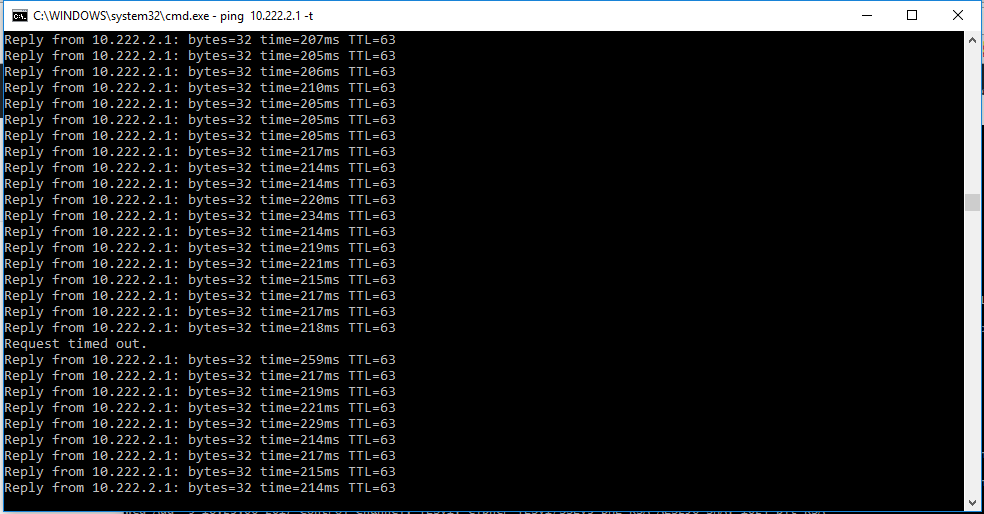 C:\WINDOWS\system32\cmd.exe - ping 10.222.2.1 -t
Reply from 10.222.2.1: bytes=32 time=207ms TTL=63
Reply from 10.222.2.1: bytes=32 time=205ms TTL=63
Reply from 10.222.2.1: bytes=32 time=206ms TTL=63
Reply from 10.222.2.1: bytes=32 time=210ms TTL=63
Reply from 10.222.2.1: bytes=32 time=205ms TTL=63
Reply from 10.222.2.1: bytes=32 time=205ms TTL=63
Reply from 10.222.2.1: bytes=32 time=205ms TTL=63
Reply from 10.222.2.1: bytes=32 time=217ms TTL=63
Reply from 10.222.2.1: bytes=32 time=214ms TTL=63
Reply from 10.222.2.1: bytes=32 time=214ms TTL=63
Reply from 10.222.2.1: bytes=32 time=220ms TTL=63
Reply from 10.222.2.1: bytes=32 time=234ms TTL=63
Reply from 10.222.2.1: bytes=32 time=214ms TTL=63
Reply from 10.222.2.1: bytes=32 time=219ms TTL=63
Reply from 10.222.2.1: bytes=32 time=221ms TTL=63
Reply from 10.222.2.1: bytes=32 time=215ms TTL=63
Reply from 10.222.2.1: bytes=32 time=217ms TTL=63
Reply from 10.222.2.1: bytes=32 time=217ms TTL=63
Reply from 10.222.2.1: bytes=32 time=218ms TTL=63
Request timed out.
Reply from 10.222.2.1: bytes=32 time=259ms TTL=63
Reply from 10.222.2.1: bytes=32 time=217ms TTL=63
Reply from 10.222.2.1: bytes=32 time=219ms TTL=63
Reply from 10.222.2.1: bytes=32 time=221ms TTL=63
Reply from 10.222.2.1: bytes=32 time=229ms TTL=63
Reply from 10.222.2.1: bytes=32 time=214ms TTL=63
Reply from 10.222.2.1: bytes=32 time=217ms TTL=63
Reply from 10.222.2.1: bytes=32 time=215ms TTL=63
Reply from 10.222.2.1: bytes=32 time=214ms TTL=63